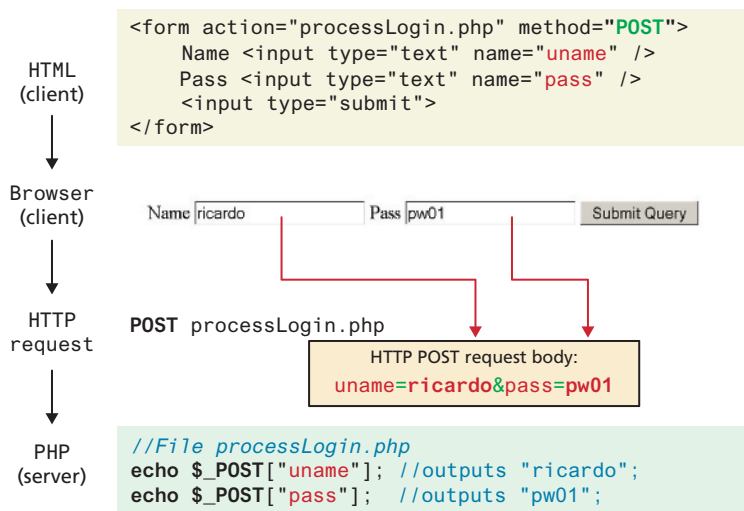 <form action="processLogin.php" method="POST">
Name <input type="text" name="uname" />
Pass <input type="text" name="pass" />
<input type="submit">
</form>
HTML
(client)
Browser
(client)
Name ricardo Pass pw01 Submit Query
HTTP
request
POST processLogin.php
HTTP POST request body:
uname=ricardo&pass=pw01
PHP
(server)
//File processLogin.php
echo $_POST["uname"]; //outputs "ricardo";
echo $_POST["pass"]; //outputs "pw01";